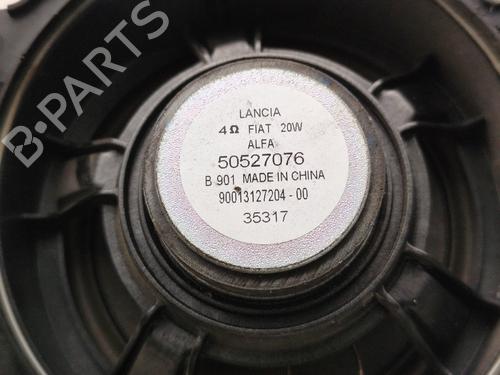 LANCIA
4Ω FIAT 20W
ALFA
50527076
B 901 MADE IN CHINA
90013127204-00
35317
B-PARTS